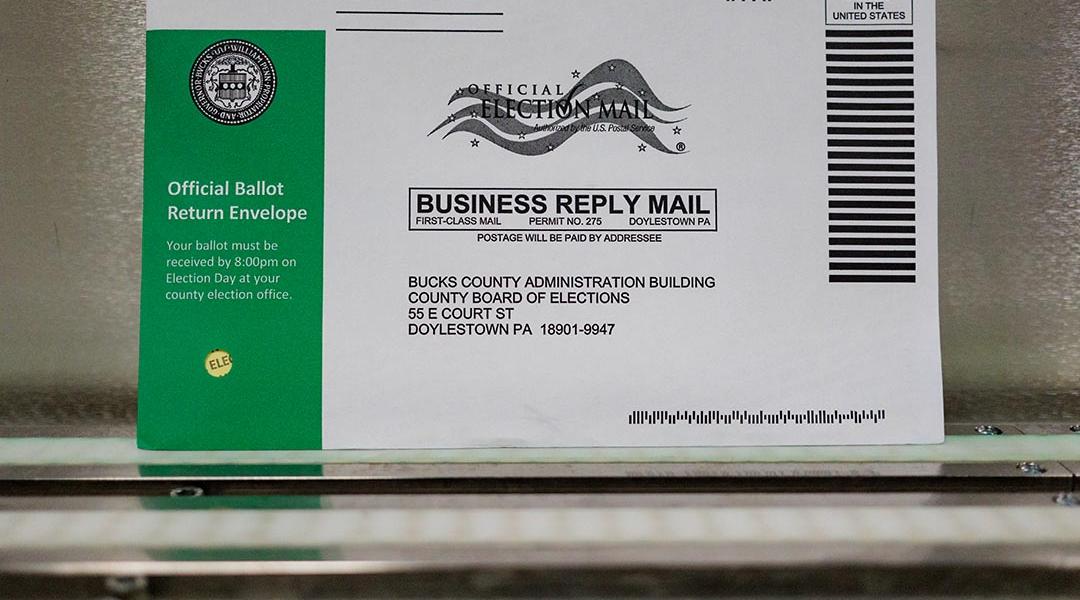 IN THE
UNITED STATES
OFFICIAL
ELECTION MAIL
Authorized by the U.S. Postal Service
®
Official Ballot
Return Envelope
Your ballot must be
received by 8:00pm on
Election Day at your
county election office.
ELEC
BUSINESS REPLY MAIL
FIRST-CLASS MAIL PERMIT NO. 275 DOYLESTOWN PA
POSTAGE WILL BE PAID BY ADDRESSEE
BUCKS COUNTY ADMINISTRATION BUILDING
COUNTY BOARD OF ELECTIONS
55 E COURT ST
DOYLESTOWN PA 18901-9947